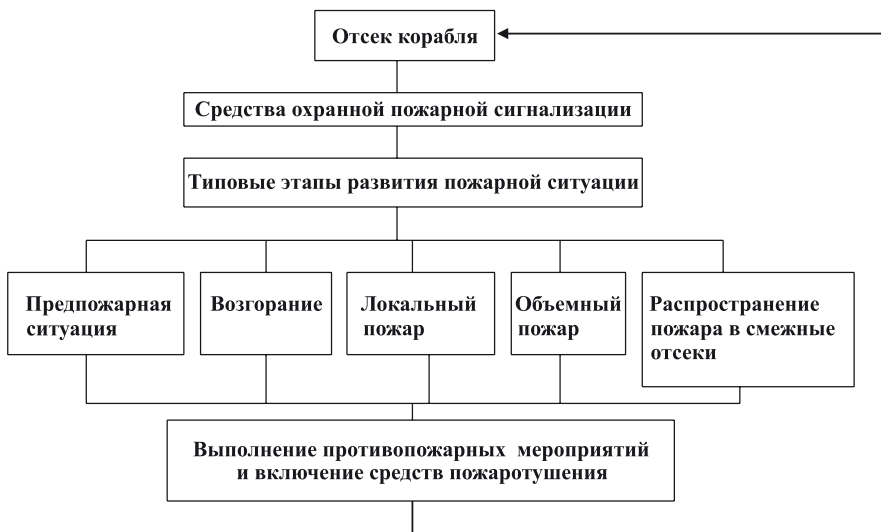 Отсек корабля
Средства охранной пожарной сигнализации
Типовые этапы развития пожарной ситуации
Предпожарная
ситуация
Возгорание
Локальный
пожар
Объемный
пожар
Распространение
пожара в смежные
отсеки
Выполнение противопожарных мероприятий
и включение средств пожаротушения